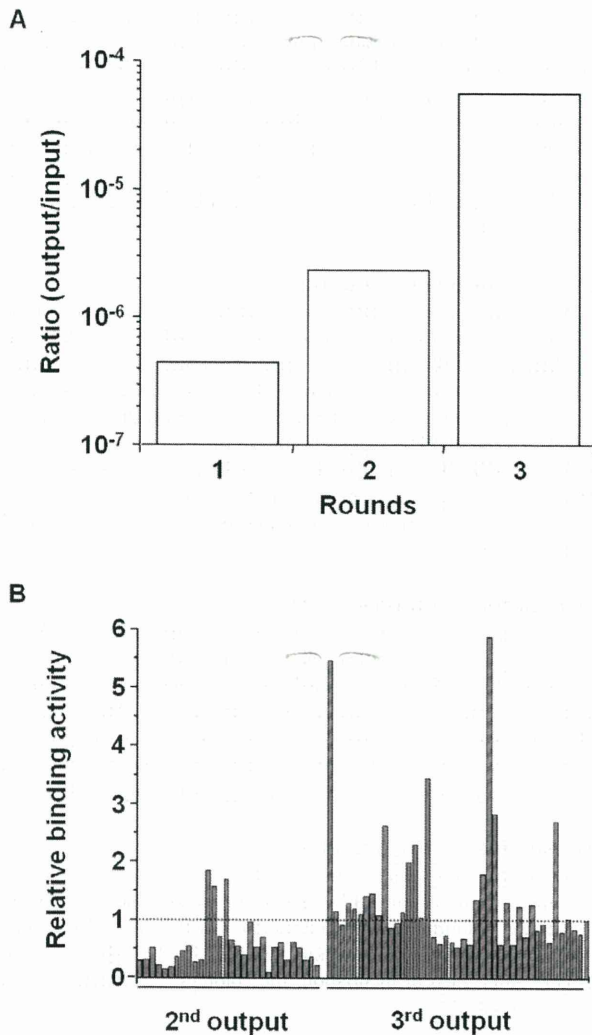 A
Ratio (output/input)
10⁻⁴
10⁻⁵
10⁻⁶
10⁻⁷
1 2 3
Rounds
B
Relative binding activity
6
5
4
3
2
1
0
2ⁿᵈ output 3ʳᵈ output